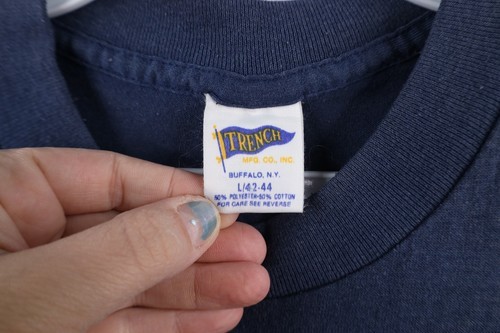 TRENCH
MFG. CO., INC.
BUFFALO, N.Y.
L/42-44
50% POLYESTER-50% COTTON
FOR CARE SEE REVERSE